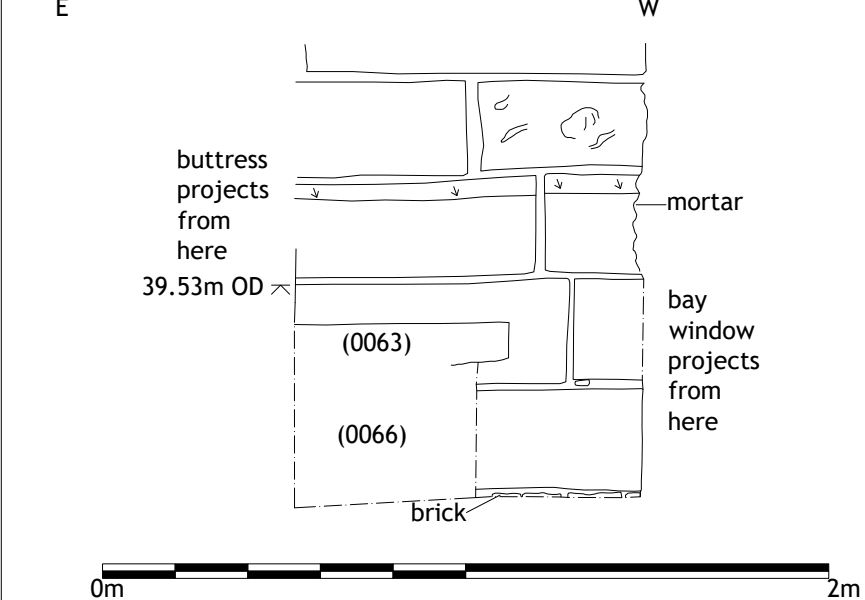 E
W
buttress
projects
from
here
mortar
39.53m OD
bay
window
projects
from
here
(0063)
(0066)
brick
0m
2m